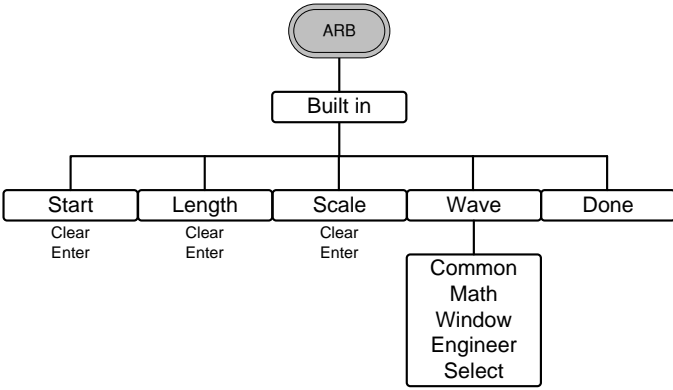 ARB
Built in
Start
Length
Scale
Wave
Done
Clear
Enter
Clear
Enter
Clear
Enter
Common
Math
Window
Engineer
Select